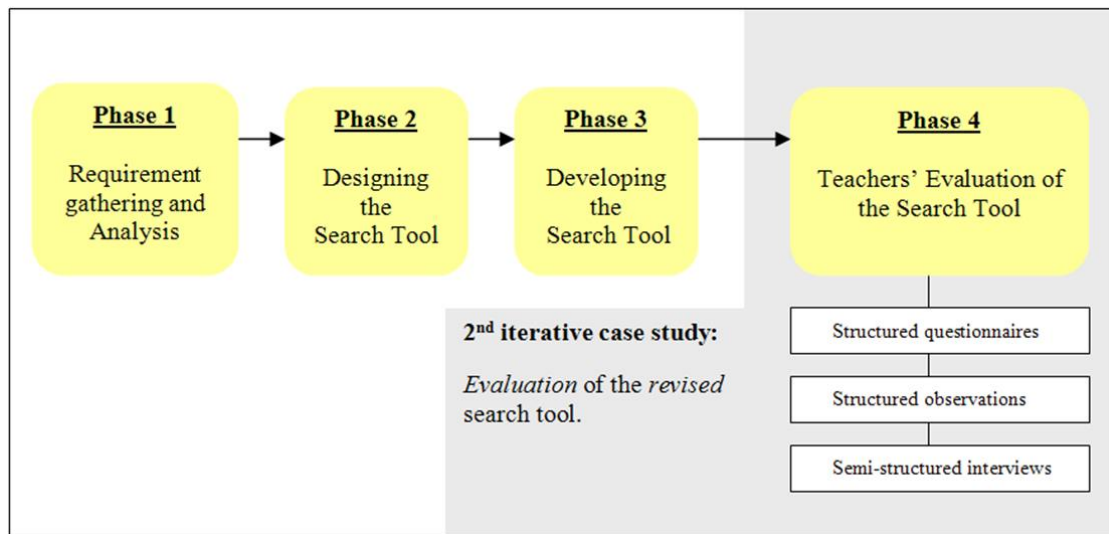 Phase 1
Requirement
gathering and
Analysis
Phase 2
Designing
the
Search Tool
Phase 3
Developing
the
Search Tool
Phase 4
Teachers’ Evaluation of
the Search Tool
2nd iterative case study:
Evaluation of the revised
search tool.
Structured questionnaires
Structured observations
Semi-structured interviews